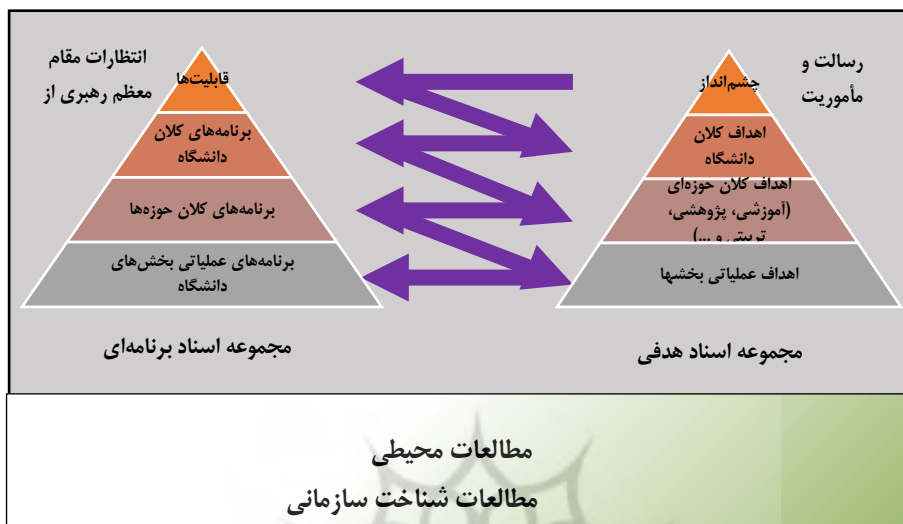 رسالت و
مأموریت
چشم‌انداز
اهداف کلان
دانشگاه
اهداف کلان حوزه‌ای
(آموزشی، پژوهشی،
تربیتی و ...)
اهداف عملیاتی بخشها
مجموعه اسناد هدفی
انتظارات مقام
معظم رهبری از
قابلیت‌ها
برنامه‌های کلان
دانشگاه
برنامه‌های کلان حوزه‌ها
برنامه‌های عملیاتی بخش‌های
دانشگاه
مجموعه اسناد برنامه‌ای
مطالعات محیطی
مطالعات شناخت سازمانی